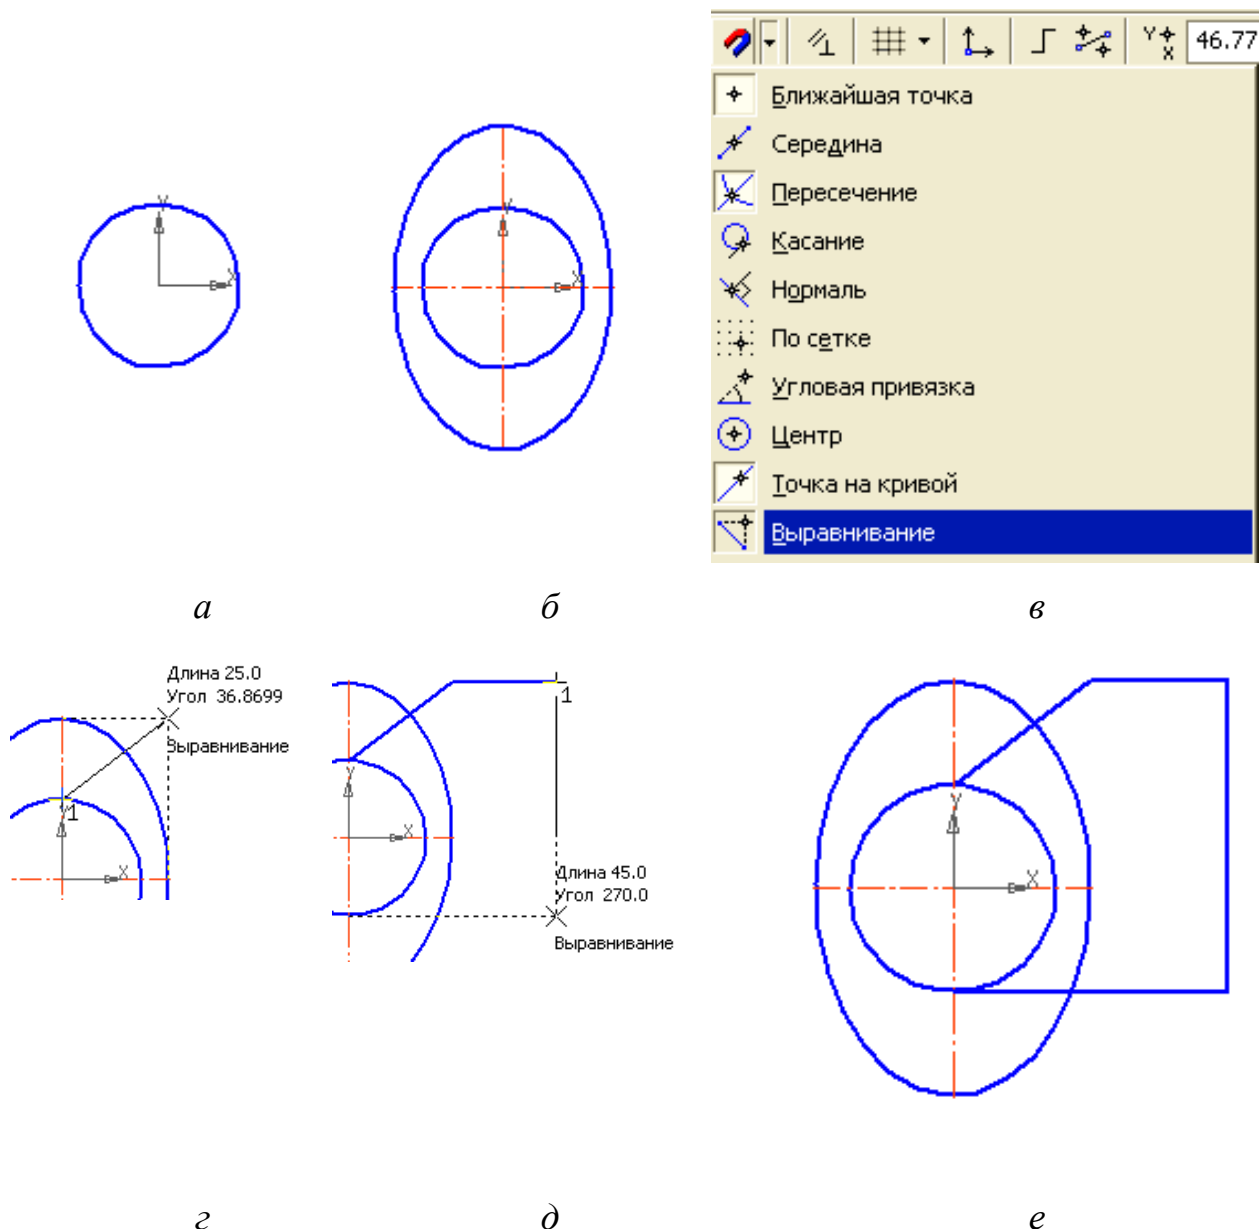 Y
X
46.77
Ближайшая точка
Середина
Пересечение
Касание
Нормаль
По сетке
Угловая привязка
Центр
Точка на кривой
Выравнивание
Y
X
Y
X
а
б
в
Длина 25.0
Угол 36.8699
Выравнивание
1
Y
X
1
Y
X
Длина 45.0
Угол 270.0
Выравнивание
Y
X
г
д
е